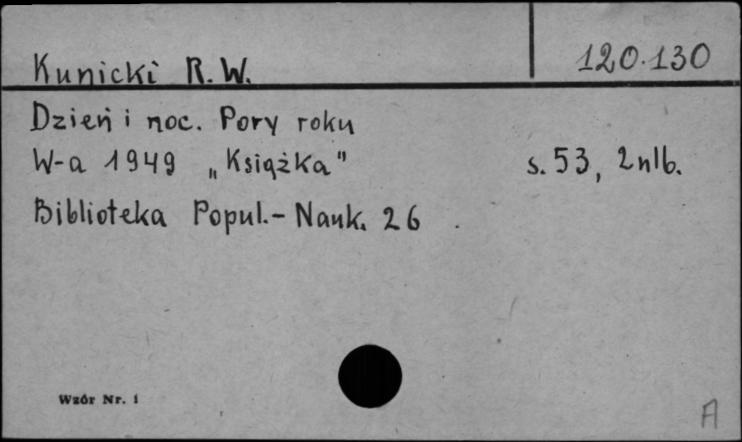 Kunicki R.W. 120.130
Dzień i noc. Pory roku
W-a 1949 „Książka" s. 53, 2nlb.
Biblioteka Popul.- Nauk. 26
Wzór Nr. 1
A